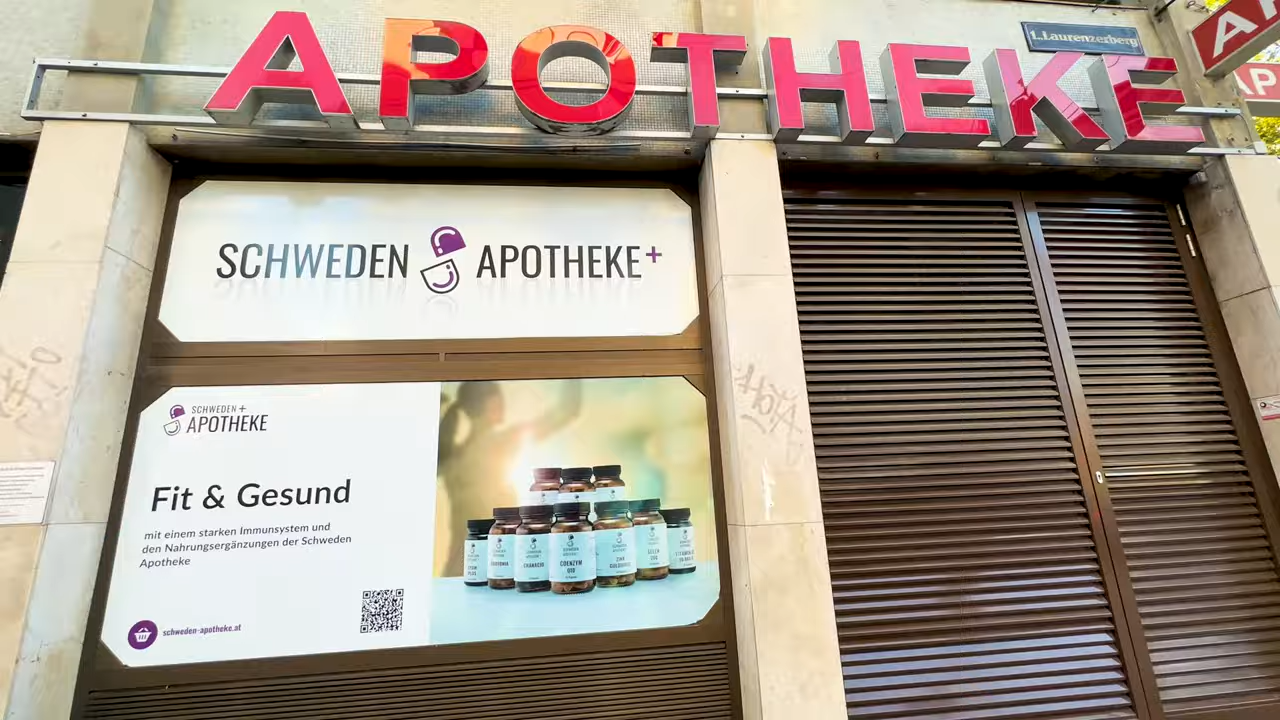 APOTHEKE
1., Laurenzerberg
AP
AP
SCHWEDEN APOTHEKE+
SCHWEDEN +
APOTHEKE
Fit & Gesund
mit einem starken Immunsystem und
den Nahrungsergänzungen der Schweden
Apotheke
schweden-apotheke.at
COENZYM
Q10
ZINK
SELEN